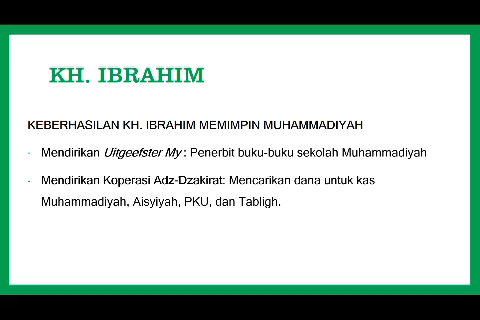 KH. IBRAHIM
KEBERHASILAN KH. IBRAHIM MEMIMPIN MUHAMMADIYAH
- Mendirikan Uitgeefster My : Penerbit buku-buku sekolah Muhammadiyah
- Mendirikan Koperasi Adz-Dzakirat: Mencarikan dana untuk kas
Muhammadiyah, Aisyiyah, PKU, dan Tabligh.